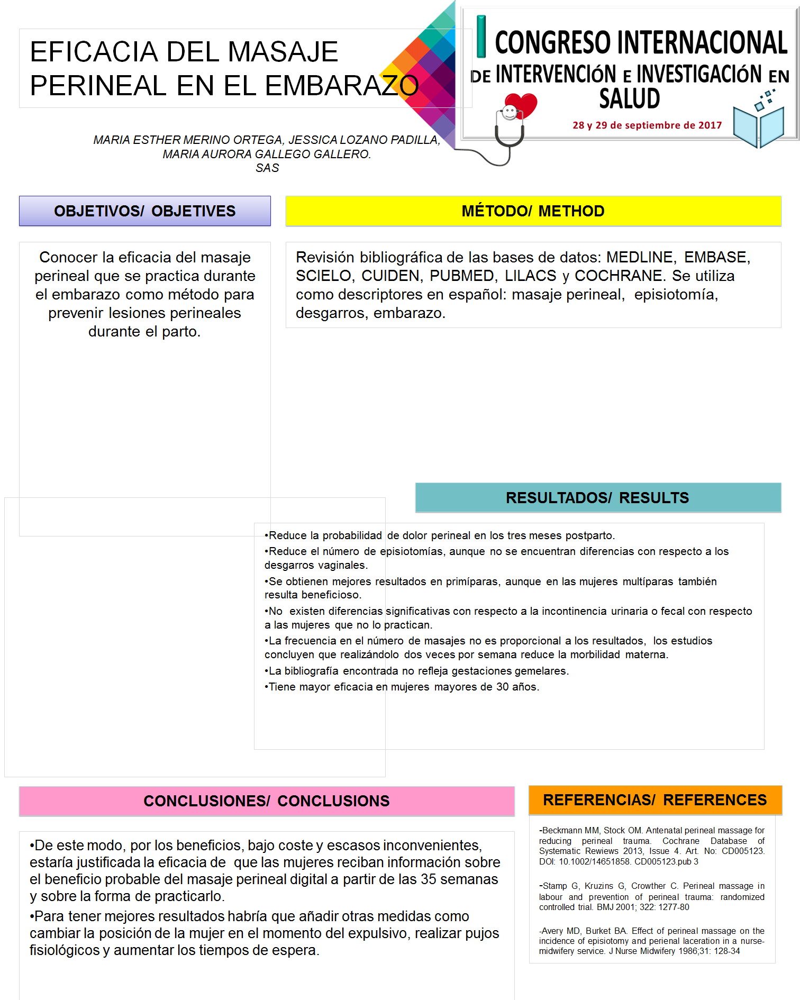 EFICACIA DEL MASAJE
PERINEAL EN EL EMBARAZO
I CONGRESO INTERNACIONAL
DE INTERVENCIÓN E INVESTIGACIÓN EN
SALUD
28 y 29 de septiembre de 2017
MARIA ESTHER MERINO ORTEGA, JESSICA LOZANO PADILLA,
MARIA AURORA GALLEGO GALLERO.
SAS
OBJETIVOS/ OBJETIVES
Conocer la eficacia del masaje
perineal que se practica durante
el embarazo como método para
prevenir lesiones perineales
durante el parto.
MÉTODO/ METHOD
Revisión bibliográfica de las bases de datos: MEDLINE, EMBASE,
SCIELO, CUIDEN, PUBMED, LILACS y COCHRANE. Se utiliza
como descriptores en español: masaje perineal, episiotomía,
desgarros, embarazo.
RESULTADOS/ RESULTS
•Reduce la probabilidad de dolor perineal en los tres meses postparto.
•Reduce el número de episiotomías, aunque no se encuentran diferencias con respecto a los
desgarros vaginales.
•Se obtienen mejores resultados en primíparas, aunque en las mujeres multíparas también
resulta beneficioso.
•No existen diferencias significativas con respecto a la incontinencia urinaria o fecal con respecto
a las mujeres que no lo practican.
•La frecuencia en el número de masajes no es proporcional a los resultados, los estudios
concluyen que realizándolo dos veces por semana reduce la morbilidad materna.
•La bibliografía encontrada no refleja gestaciones gemelares.
•Tiene mayor eficacia en mujeres mayores de 30 años.
CONCLUSIONES/ CONCLUSIONS
•De este modo, por los beneficios, bajo coste y escasos inconvenientes,
estaría justificada la eficacia de que las mujeres reciban información sobre
el beneficio probable del masaje perineal digital a partir de las 35 semanas
y sobre la forma de practicarlo.
•Para tener mejores resultados habría que añadir otras medidas como
cambiar la posición de la mujer en el momento del expulsivo, realizar pujos
fisiológicos y aumentar los tiempos de espera.
REFERENCIAS/ REFERENCES
-Beckmann MM, Stock OM. Antenatal perineal massage for
reducing perineal trauma. Cochrane Database of
Systematic Rewiews 2013, Issue 4. Art. No: CD005123.
DOI: 10.1002/14651858. CD005123.pub 3
-Stamp G, Kruzins G, Crowther C. Perineal massage in
labour and prevention of perineal trauma: randomized
controlled trial. BMJ 2001; 322: 1277-80
-Avery MD, Burket BA. Effect of perineal massage on the
incidence of episiotomy and perienal laceration in a nurse-
midwifery service. J Nurse Midwifery 1986;31: 128-34